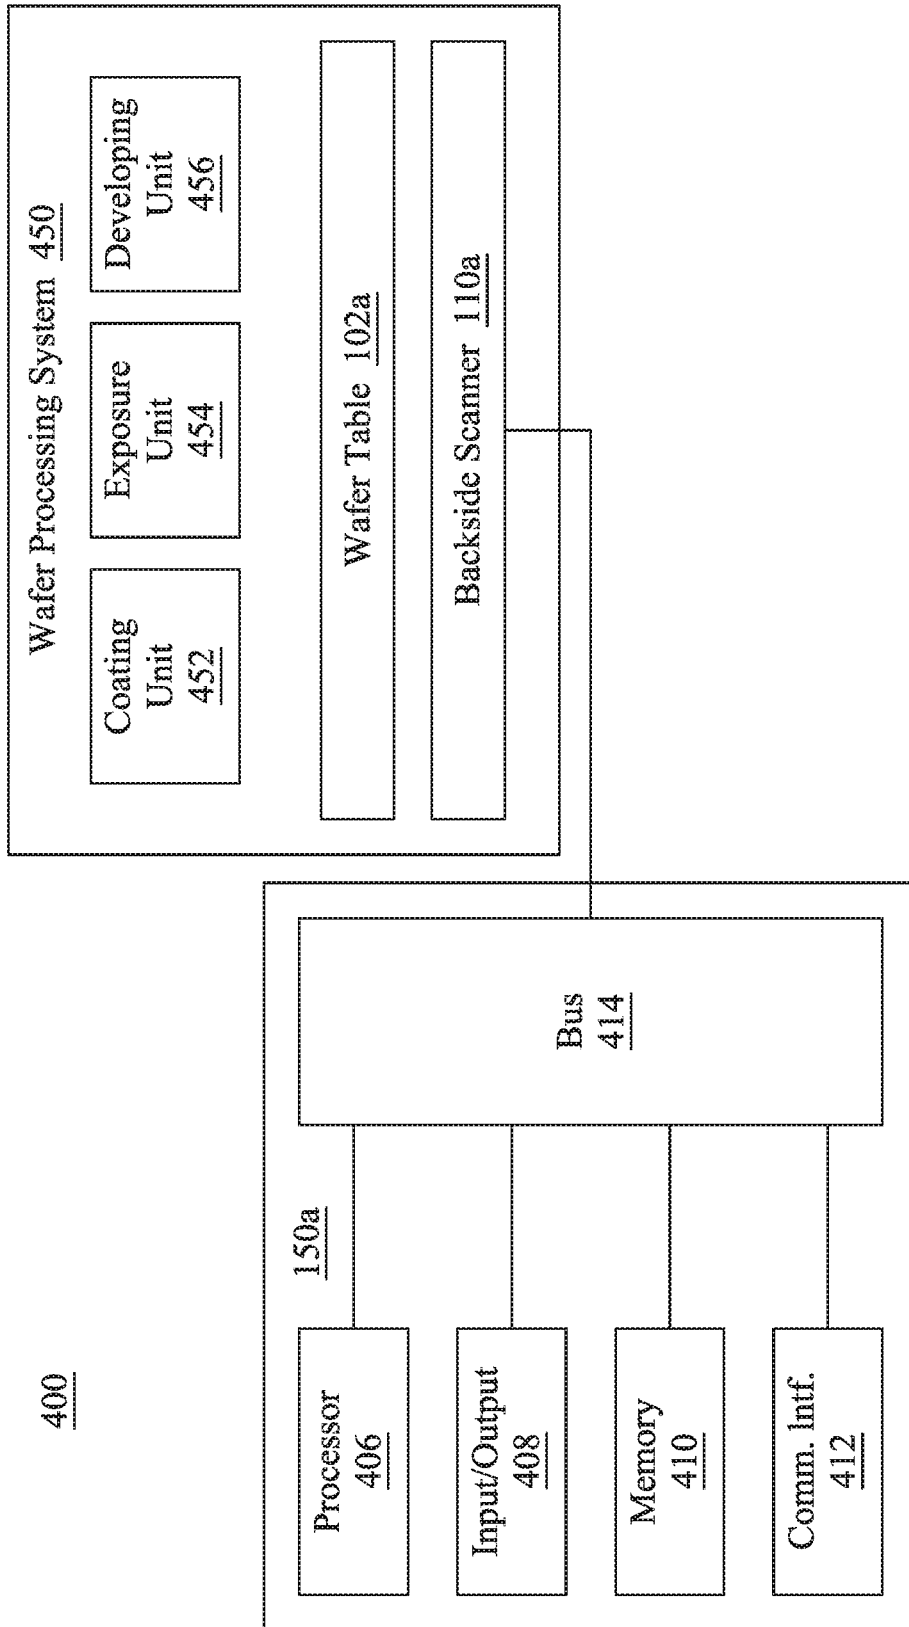 400
150a
Processor
406
Input/Output
408
Memory
410
Comm. Intf.
412
Bus
414
Wafer Processing System 450
Coating
Unit
452
Exposure
Unit
454
Developing
Unit
456
Wafer Table 102a
Backside Scanner 110a